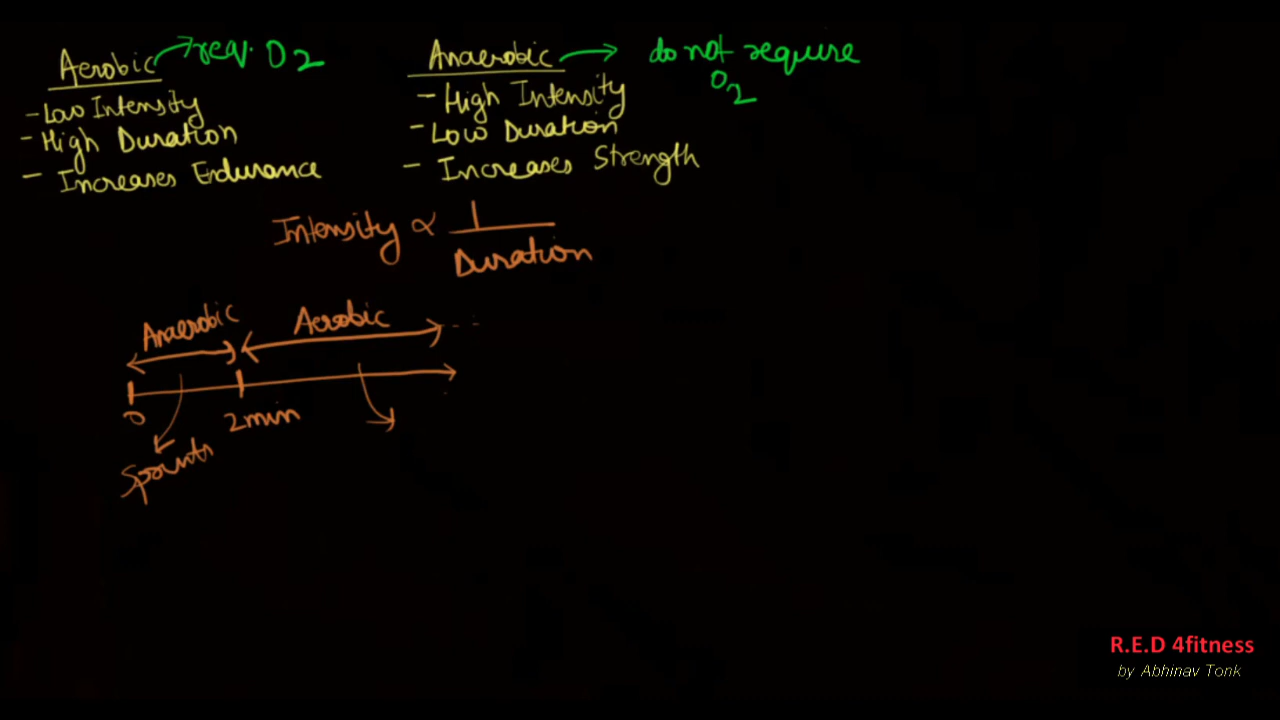 Aerobic → req. O2
- Low Intensity
- High Duration
- Increases Endurance
Anaerobic → do not require O2
- High Intensity
- Low Duration
- Increases Strength
Intensity ∝ 1
Duration
Anaerobic Aerobic
0 2min
Sprints
R.E.D 4fitness
by Abhinav Tonk